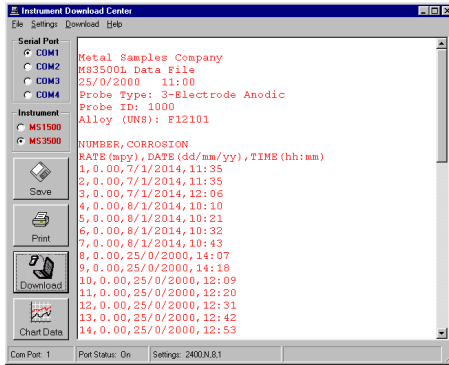 Instrument Download Center
File Settings Download Help
Serial Port
COM1
COM2
COM3
COM4
Instrument
MS1500
MS3500
Save
Print
Download
Chart Data
Metal Samples Company
MS3500L Data File
25/0/2000 11:00
Probe Type: 3-Electrode Anodic
Probe ID: 1000
Alloy (UNS): F12101
NUMBER,CORROSION
RATE(mpy),DATE(dd/mm/yy),TIME(hh:mm)
1,0.00,7/1/2014,11:35
2,0.00,7/1/2014,11:35
3,0.00,7/1/2014,12:06
4,0.00,8/1/2014,10:10
5,0.00,8/1/2014,10:21
6,0.00,8/1/2014,10:32
7,0.00,8/1/2014,10:43
8,0.00,25/0/2000,14:07
9,0.00,25/0/2000,14:18
10,0.00,25/0/2000,12:09
11,0.00,25/0/2000,12:20
12,0.00,25/0/2000,12:31
13,0.00,25/0/2000,12:42
14,0.00,25/0/2000,12:53
Com Port: 1 Port Status: On Settings: 2400,N,8,1